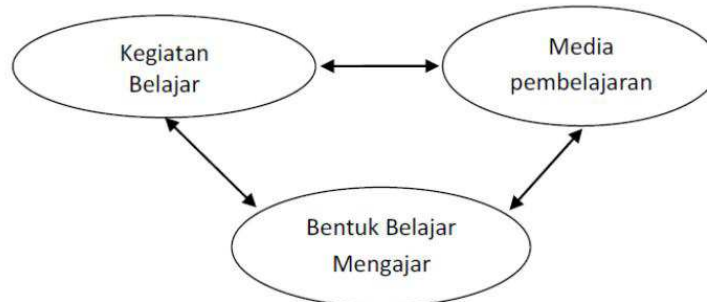 Kegiatan
Belajar
Media
pembelajaran
Bentuk Belajar
Mengajar